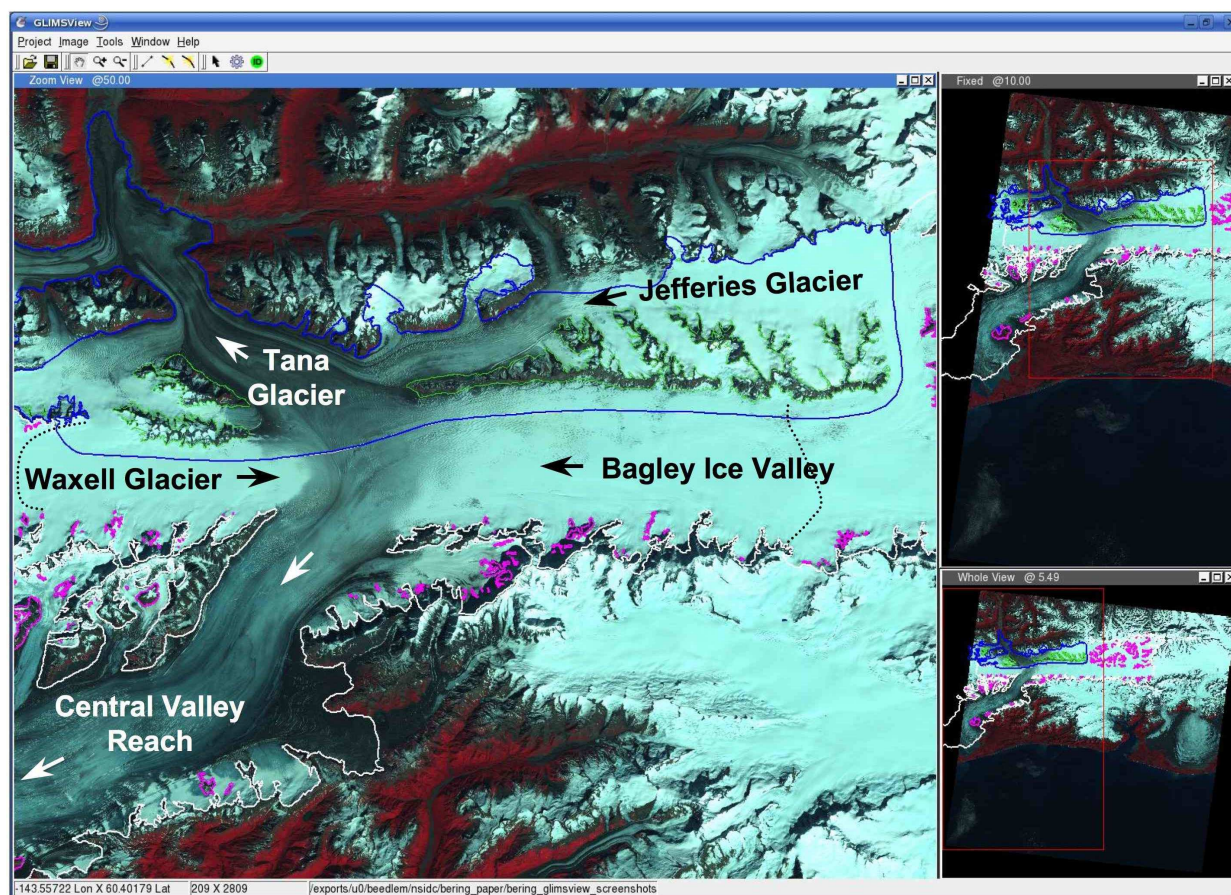 GLIMSView
Project Image Tools Window Help
Zoom View @50.00
Jefferies Glacier
Tana
Glacier
Waxell Glacier
Bagley Ice Valley
Central Valley
Reach
Fixed @10.00
Whole View @ 5.49
-143.55722 Lon X 60.40179 Lat
209 X 2809
/exports/u0/beedlem/nsidc/bering_paper/bering_glimsview_screenshots